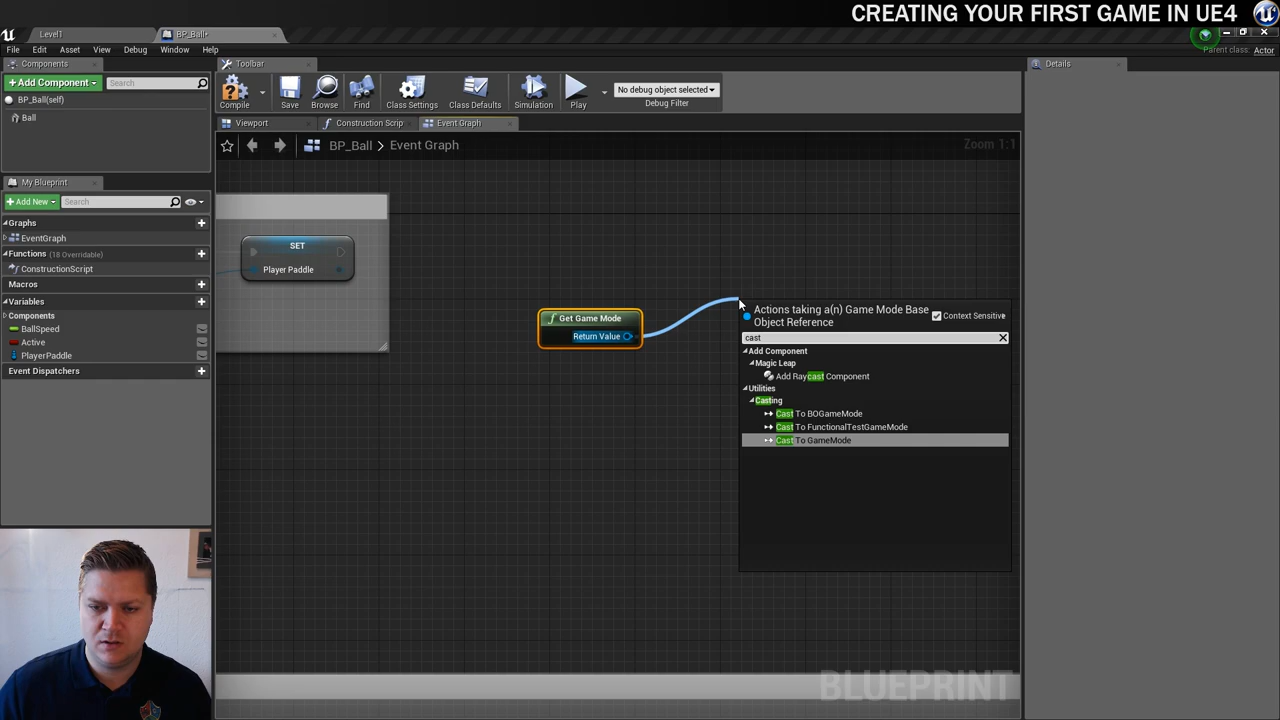 CREATING YOUR FIRST GAME IN UE4
Level1
BP_Ball*
File Edit Asset View Window Debug Help
Parent class: Actor
Components
Toolbar
Details
+Add Component
Search
BP_Ball(self)
Ball
Compile
Save
Browse
Find
Class Settings
Class Defaults
Simulation
Play
No debug object selected
Debug Filter
Viewport
Construction Scrip
Event Graph
BP_Ball > Event Graph
Zoom 1:1
My Blueprint
+Add New
Search
Graphs
EventGraph
Functions (18 Overridable)
ConstructionScript
Macros
Variables
Components
BallSpeed
Active
PlayerPaddle
Event Dispatchers
SET
Player Paddle
f Get Game Mode
Return Value
Actions taking a(n) Game Mode Base
Object Reference
Context Sensitive
cast
Add Component
Magic Leap
Add Raycast Component
Utilities
Casting
Cast To BOGameMode
Cast To FunctionalTestGameMode
Cast To GameMode
BLUEPRINT